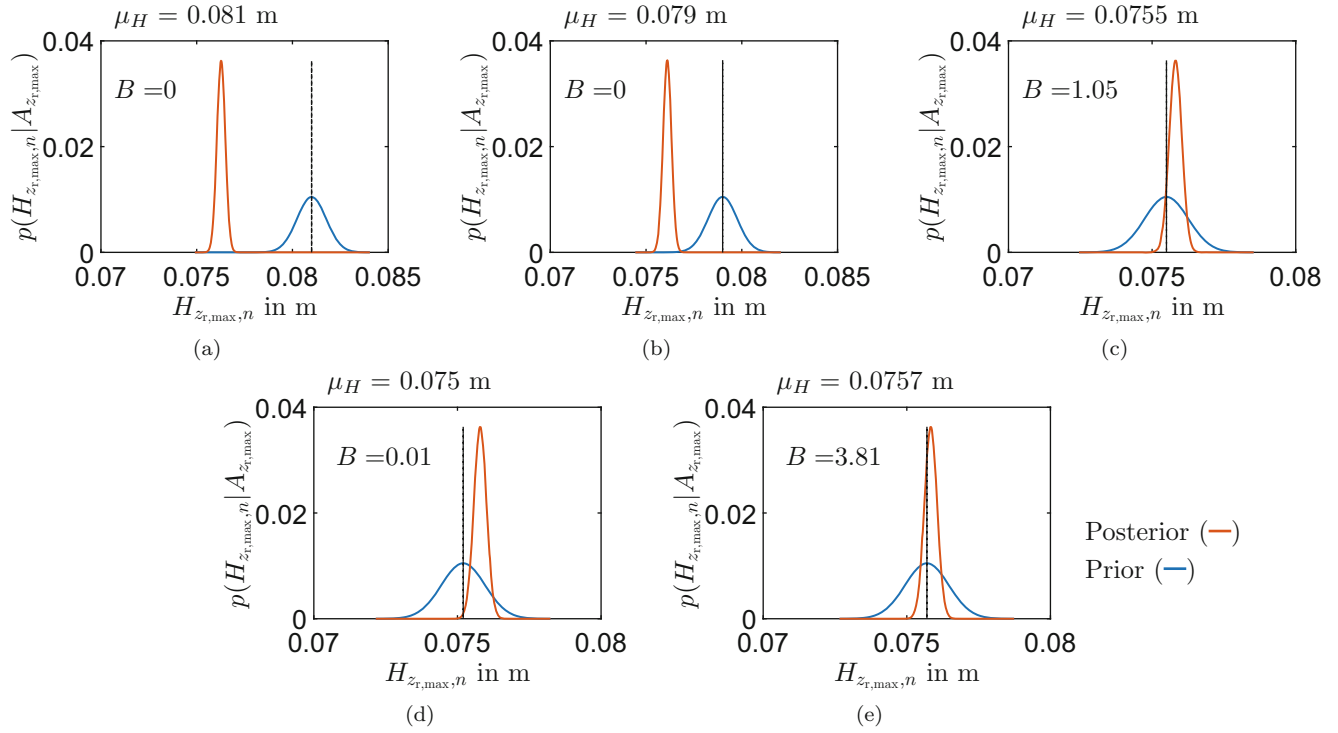 μ_H = 0.081 m
p(H_{z_{r,max},n}|A_{z_{r,max}})
0.04
0.02
0
B =0
0.07 0.075 0.08 0.085
H_{z_{r,max},n} in m
(a)
μ_H = 0.079 m
p(H_{z_{r,max},n}|A_{z_{r,max}})
0.04
0.02
0
B =0
0.07 0.075 0.08 0.085
H_{z_{r,max},n} in m
(b)
μ_H = 0.0755 m
p(H_{z_{r,max},n}|A_{z_{r,max}})
0.04
0.02
0
B =1.05
0.07 0.075 0.08
H_{z_{r,max},n} in m
(c)
μ_H = 0.075 m
p(H_{z_{r,max},n}|A_{z_{r,max}})
0.04
0.02
0
B =0.01
0.07 0.075 0.08
H_{z_{r,max},n} in m
(d)
μ_H = 0.0757 m
p(H_{z_{r,max},n}|A_{z_{r,max}})
0.04
0.02
0
B =3.81
0.07 0.075 0.08
H_{z_{r,max},n} in m
(e)
Posterior (—)
Prior (—)